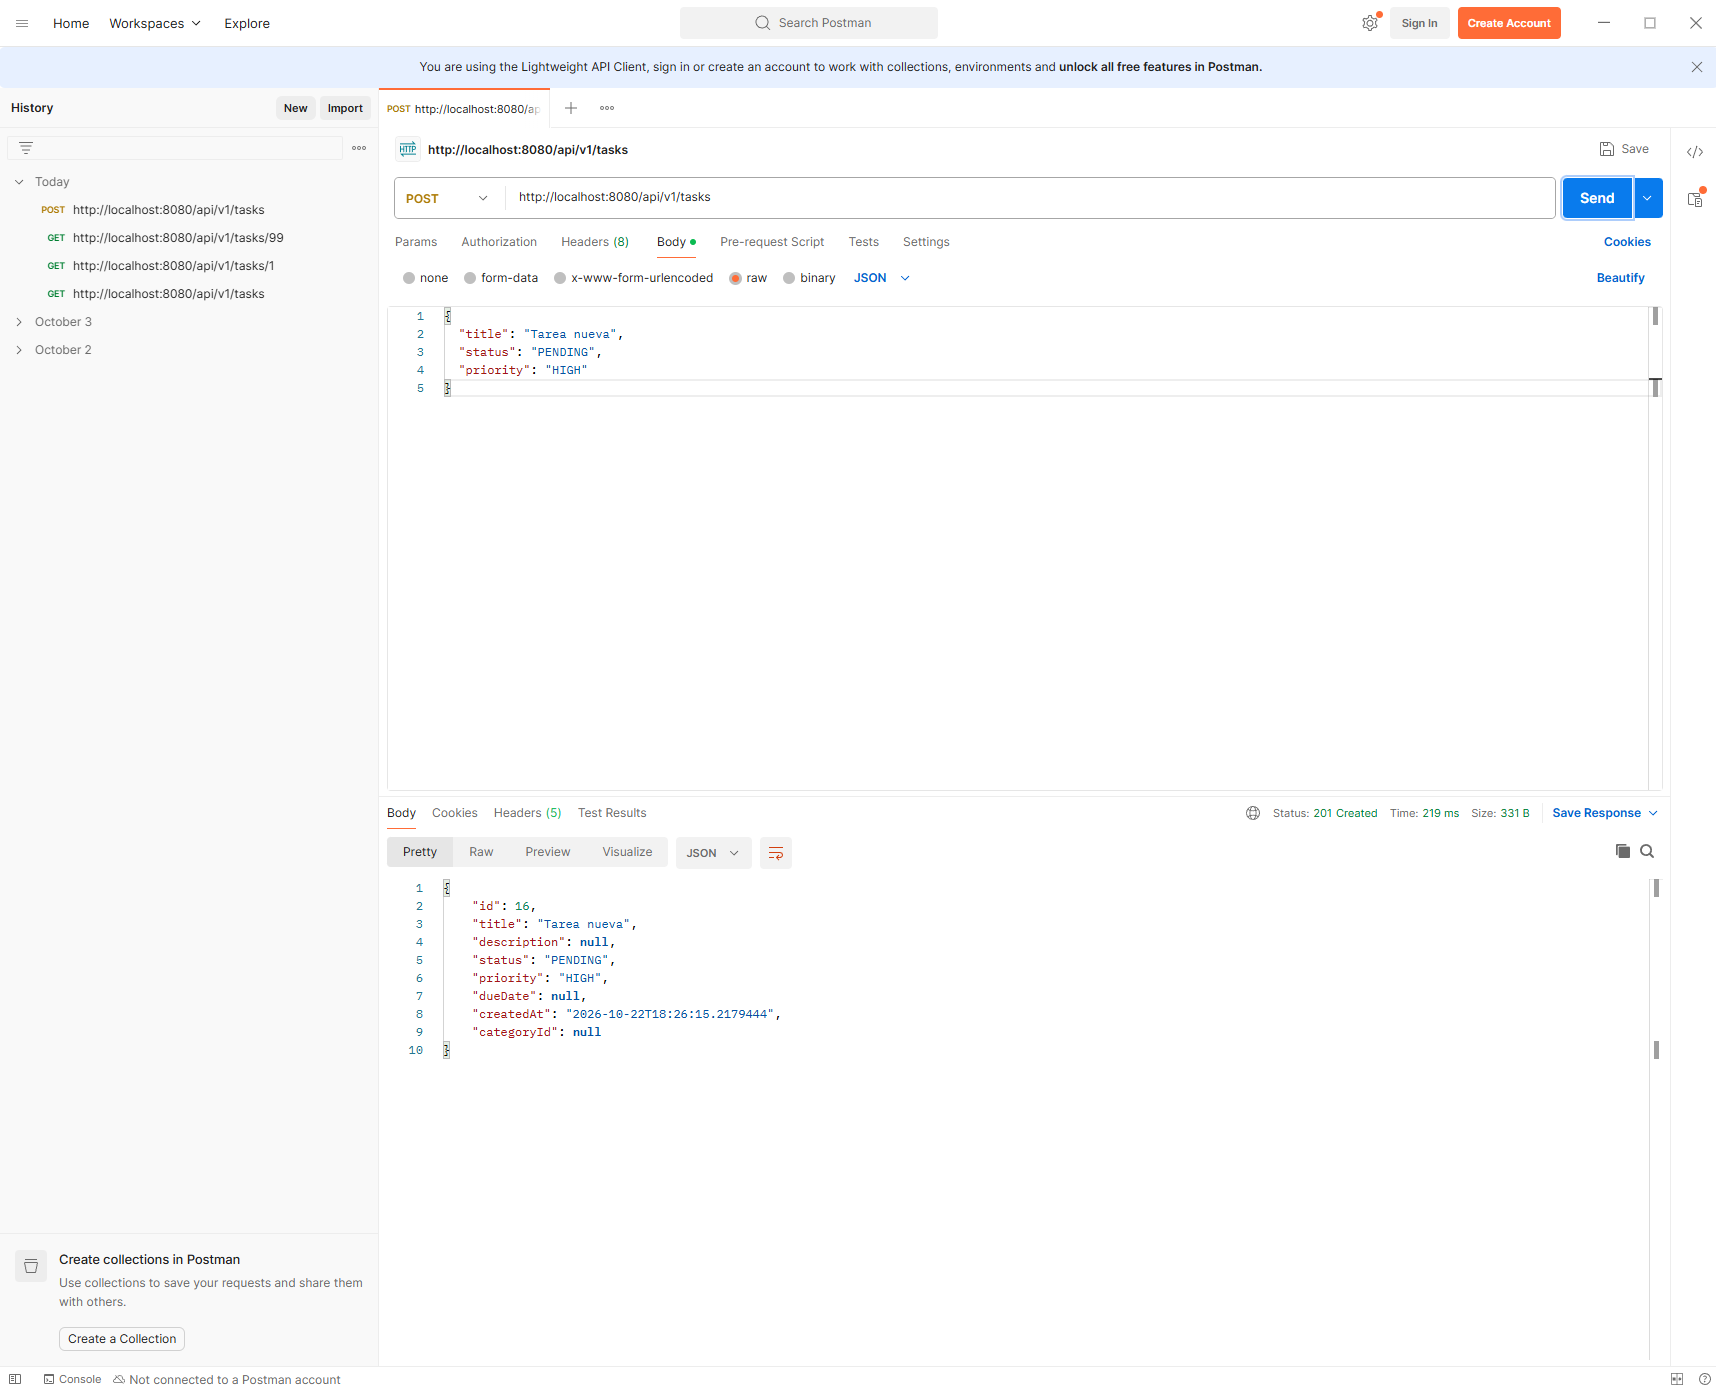 Home Workspaces Explore Search Postman Sign In Create Account
You are using the Lightweight API Client, sign in or create an account to work with collections, environments and unlock all free features in Postman.
History New Import
POST http://localhost:8080/ap
HTTP http://localhost:8080/api/v1/tasks Save
Today
POST http://localhost:8080/api/v1/tasks
GET http://localhost:8080/api/v1/tasks/99
GET http://localhost:8080/api/v1/tasks/1
GET http://localhost:8080/api/v1/tasks
October 3
October 2
POST http://localhost:8080/api/v1/tasks Send
Params Authorization Headers (8) Body Pre-request Script Tests Settings Cookies
none form-data x-www-form-urlencoded raw binary JSON Beautify
1 {
2 "title": "Tarea nueva",
3 "status": "PENDING",
4 "priority": "HIGH"
5 }
Body Cookies Headers (5) Test Results Status: 201 Created Time: 219 ms Size: 331 B Save Response
Pretty Raw Preview Visualize JSON
1 {
2 "id": 16,
3 "title": "Tarea nueva",
4 "description": null,
5 "status": "PENDING",
6 "priority": "HIGH",
7 "dueDate": null,
8 "createdAt": "2026-10-22T18:26:15.2179444",
9 "categoryId": null
10 }
Create collections in Postman
Use collections to save your requests and share them
with others.
Create a Collection
Console Not connected to a Postman account